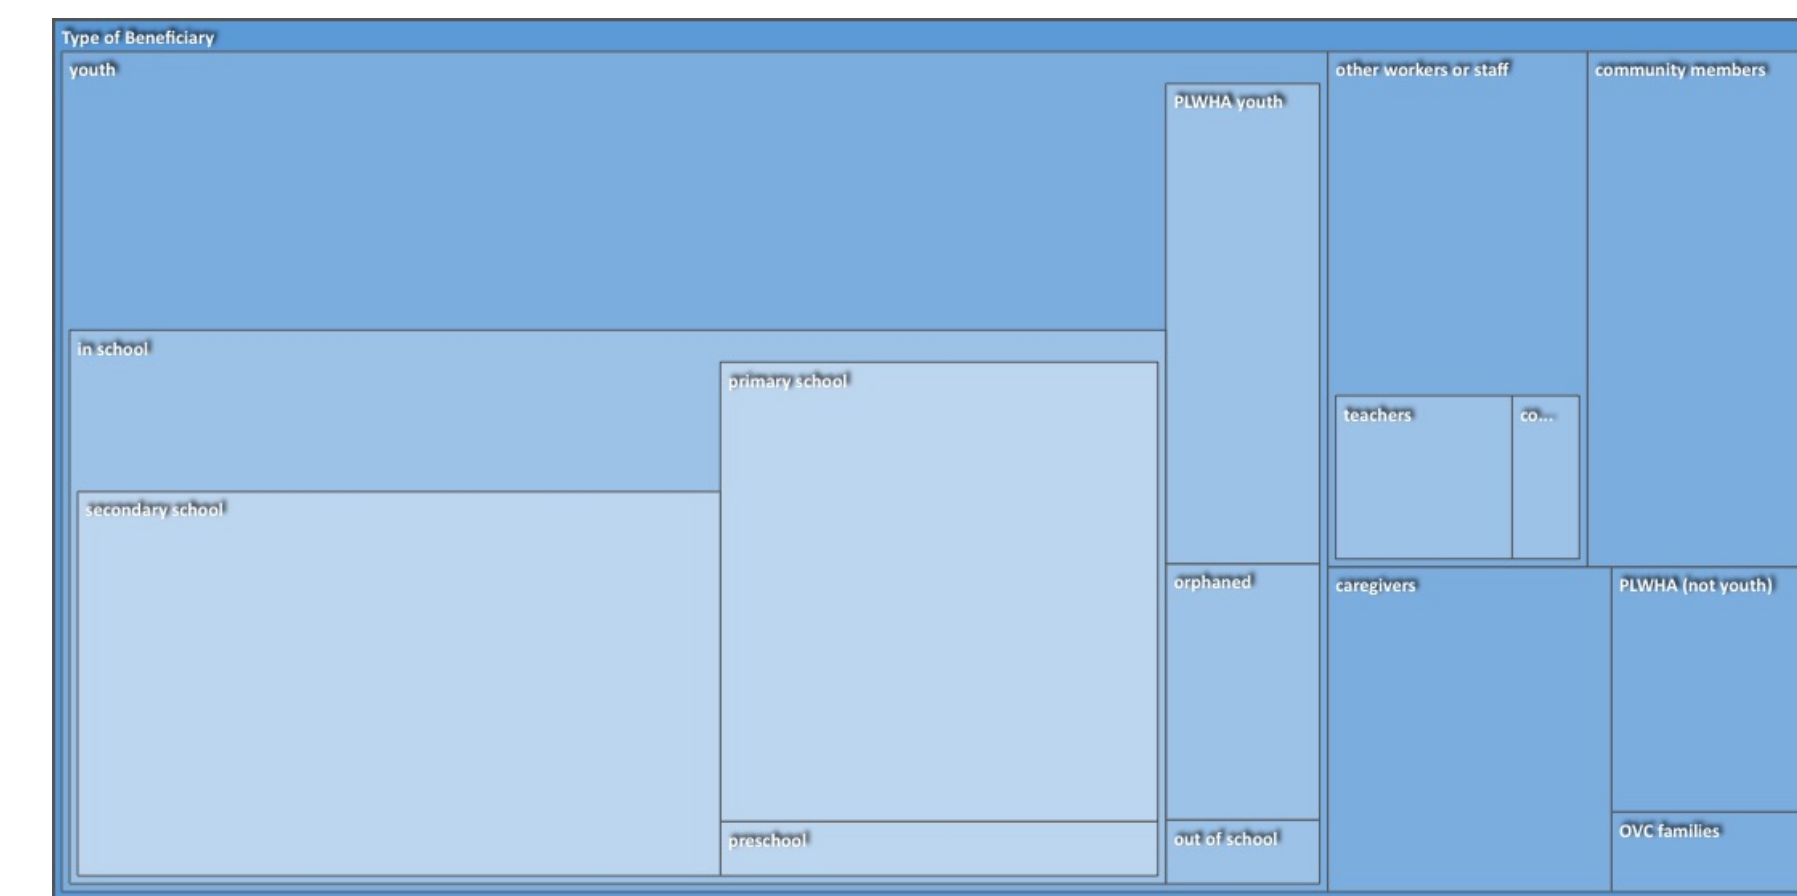 Type of Beneficiary
youth
other workers or staff
community members
PLWHA youth
in school
primary school
teachers
co...
secondary school
orphaned
caregivers
PLWHA (not youth)
preschool
out of school
OVC families